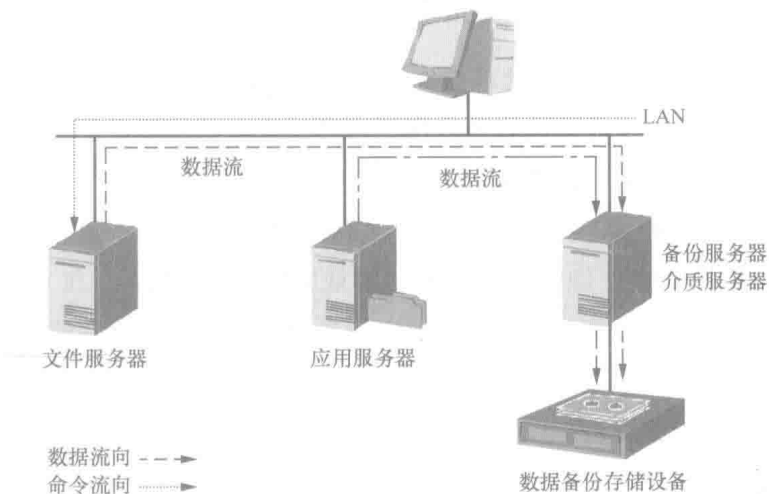 LAN
数据流
数据流
备份服务器
介质服务器
文件服务器
应用服务器
数据流向
命令流向
数据备份存储设备